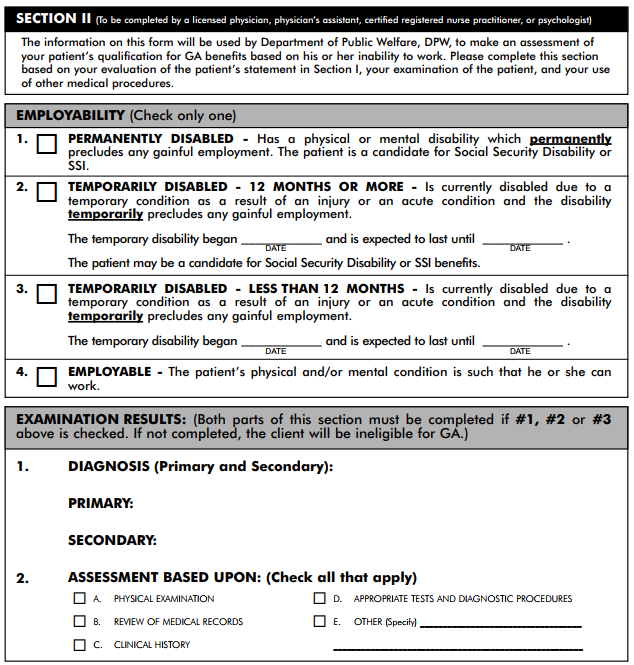 SECTION II (To be completed by a licensed physician, physician's assistant, certified registered nurse practitioner, or psychologist)
The information on this form will be used by Department of Public Welfare, DPW, to make an assessment of
your patient's qualification for GA benefits based on his or her inability to work. Please complete this section
based on your evaluation of the patient's statement in Section I, your examination of the patient, and your use
of other medical procedures.
EMPLOYABILITY (Check only one)
1. PERMANENTLY DISABLED - Has a physical or mental disability which permanently
precludes any gainful employment. The patient is a candidate for Social Security Disability or
SSI.
2. TEMPORARILY DISABLED - 12 MONTHS OR MORE - Is currently disabled due to a
temporary condition as a result of an injury or an acute condition and the disability
temporarily precludes any gainful employment.
The temporary disability began ____________ and is expected to last until ____________ .
DATE DATE
The patient may be a candidate for Social Security Disability or SSI benefits.
3. TEMPORARILY DISABLED - LESS THAN 12 MONTHS - Is currently disabled due to a
temporary condition as a result of an injury or an acute condition and the disability
temporarily precludes any gainful employment.
The temporary disability began ____________ and is expected to last until ____________ .
DATE DATE
4. EMPLOYABLE - The patient's physical and/or mental condition is such that he or she can
work.
EXAMINATION RESULTS: (Both parts of this section must be completed if #1, #2 or #3
above is checked. If not completed, the client will be ineligible for GA.)
1. DIAGNOSIS (Primary and Secondary):
PRIMARY:
SECONDARY:
2. ASSESSMENT BASED UPON: (Check all that apply)
A. PHYSICAL EXAMINATION D. APPROPRIATE TESTS AND DIAGNOSTIC PROCEDURES
B. REVIEW OF MEDICAL RECORDS E. OTHER (Specify) ____________
C. CLINICAL HISTORY ____________